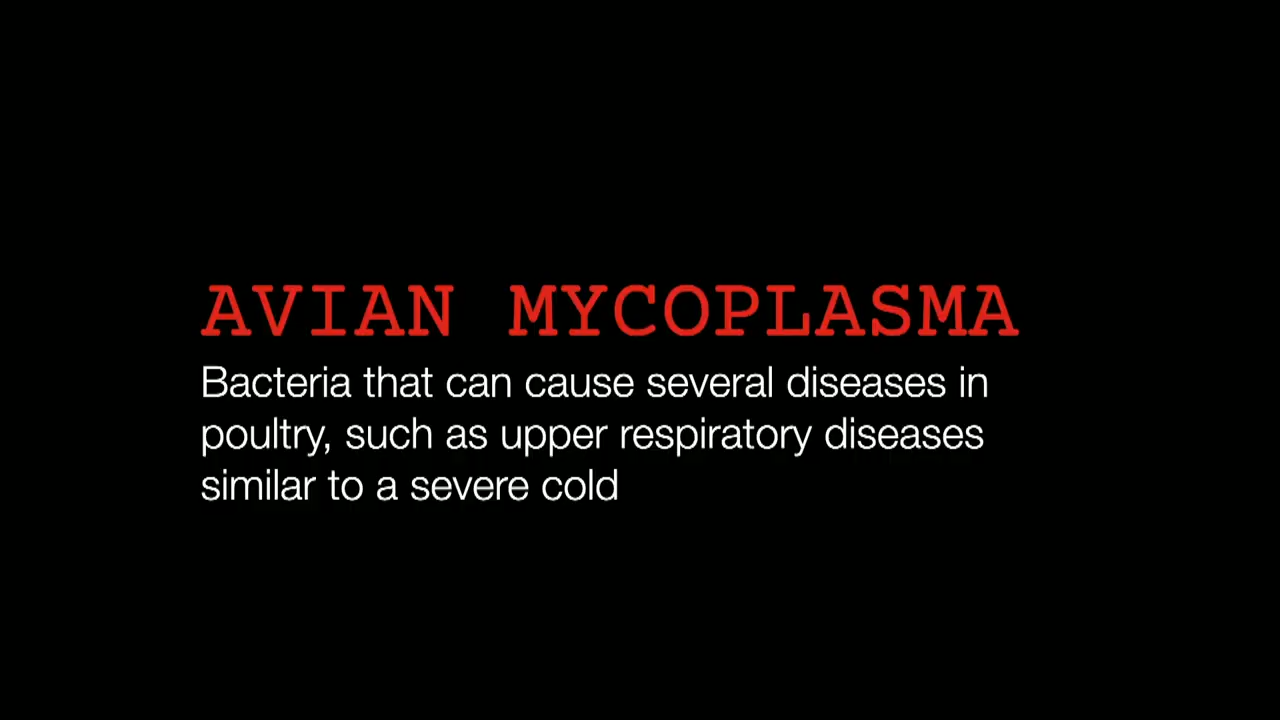 AVIAN MYCOPLASMA
Bacteria that can cause several diseases in
poultry, such as upper respiratory diseases
similar to a severe cold